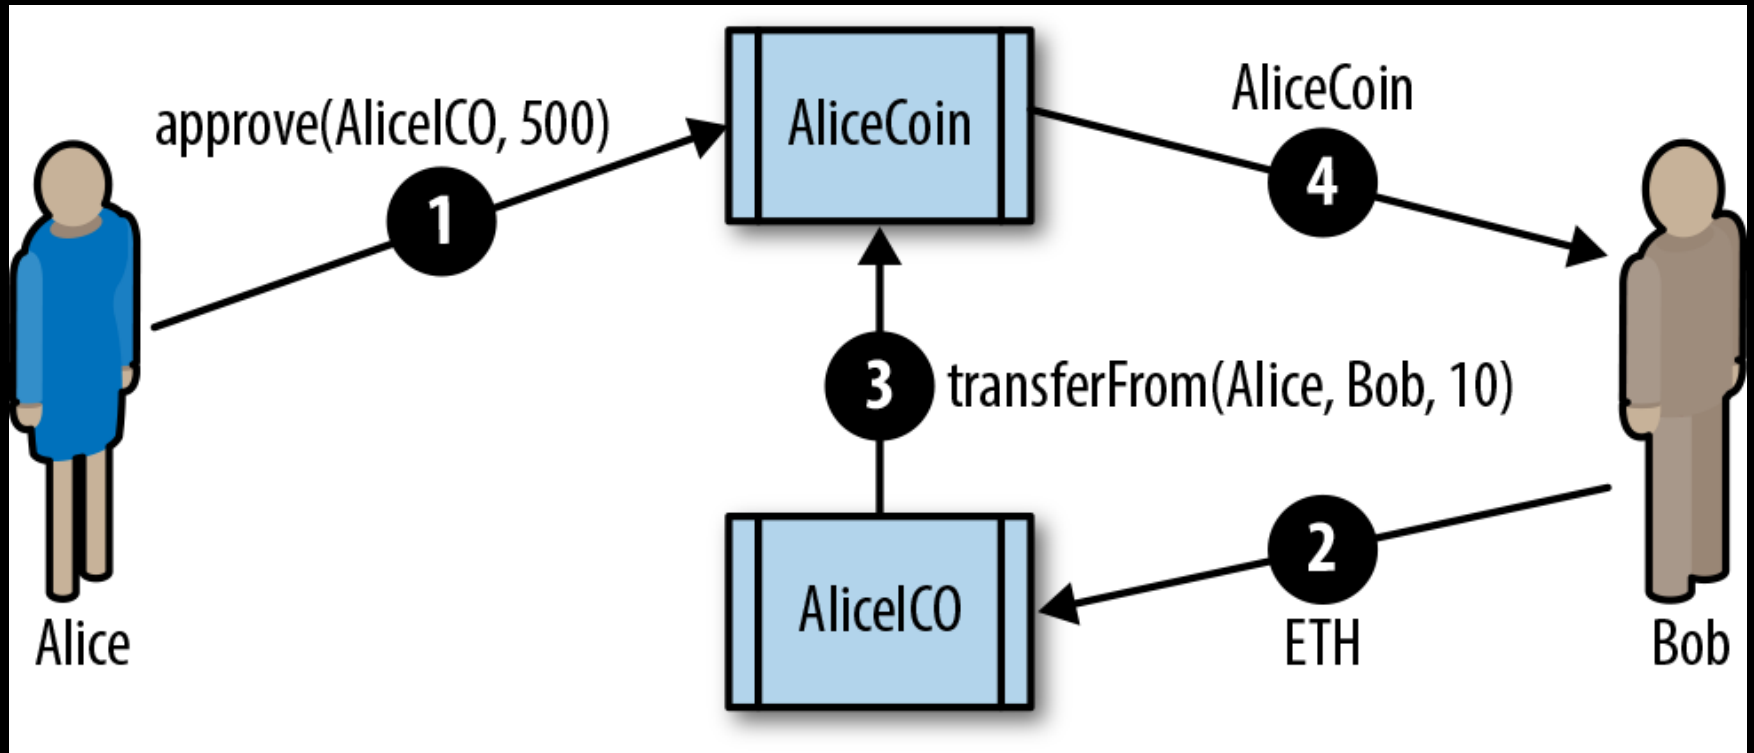 approve(AliceICO, 500)
1
AliceCoin
AliceCoin
4
3
transferFrom(Alice, Bob, 10)
AliceICO
2
ETH
Alice
Bob